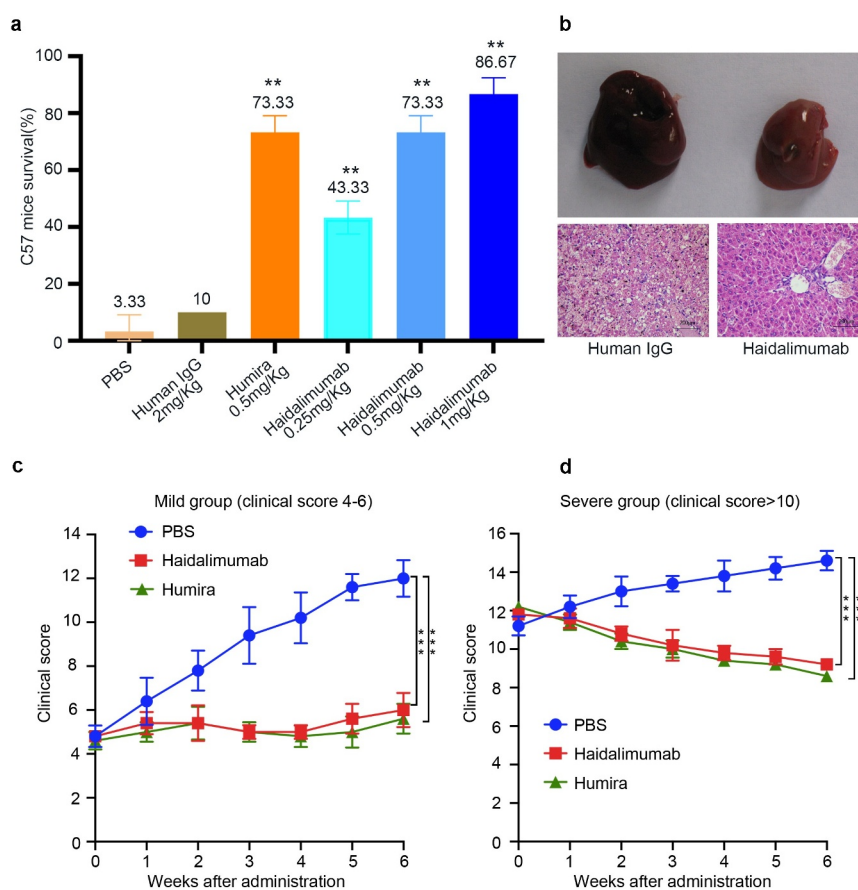 a
C57 mice survival(%)
100
80
60
40
20
0
3.33
10
**
73.33
**
43.33
**
73.33
**
86.67
PBS
Human IgG
2mg/Kg
Humira
0.5mg/Kg
Haidalimumab
0.25mg/Kg
Haidalimumab
0.5mg/Kg
Haidalimumab
1mg/Kg
b
Human IgG
Haidalimumab
c
Mild group (clinical score 4-6)
Clinical score
14
12
10
8
6
4
2
0
PBS
Haidalimumab
Humira
***
***
0 1 2 3 4 5 6
Weeks after administration
d
Severe group (clinical score>10)
Clinical score
16
14
12
10
8
6
4
2
0
PBS
Haidalimumab
Humira
***
***
0 1 2 3 4 5 6
Weeks after administration